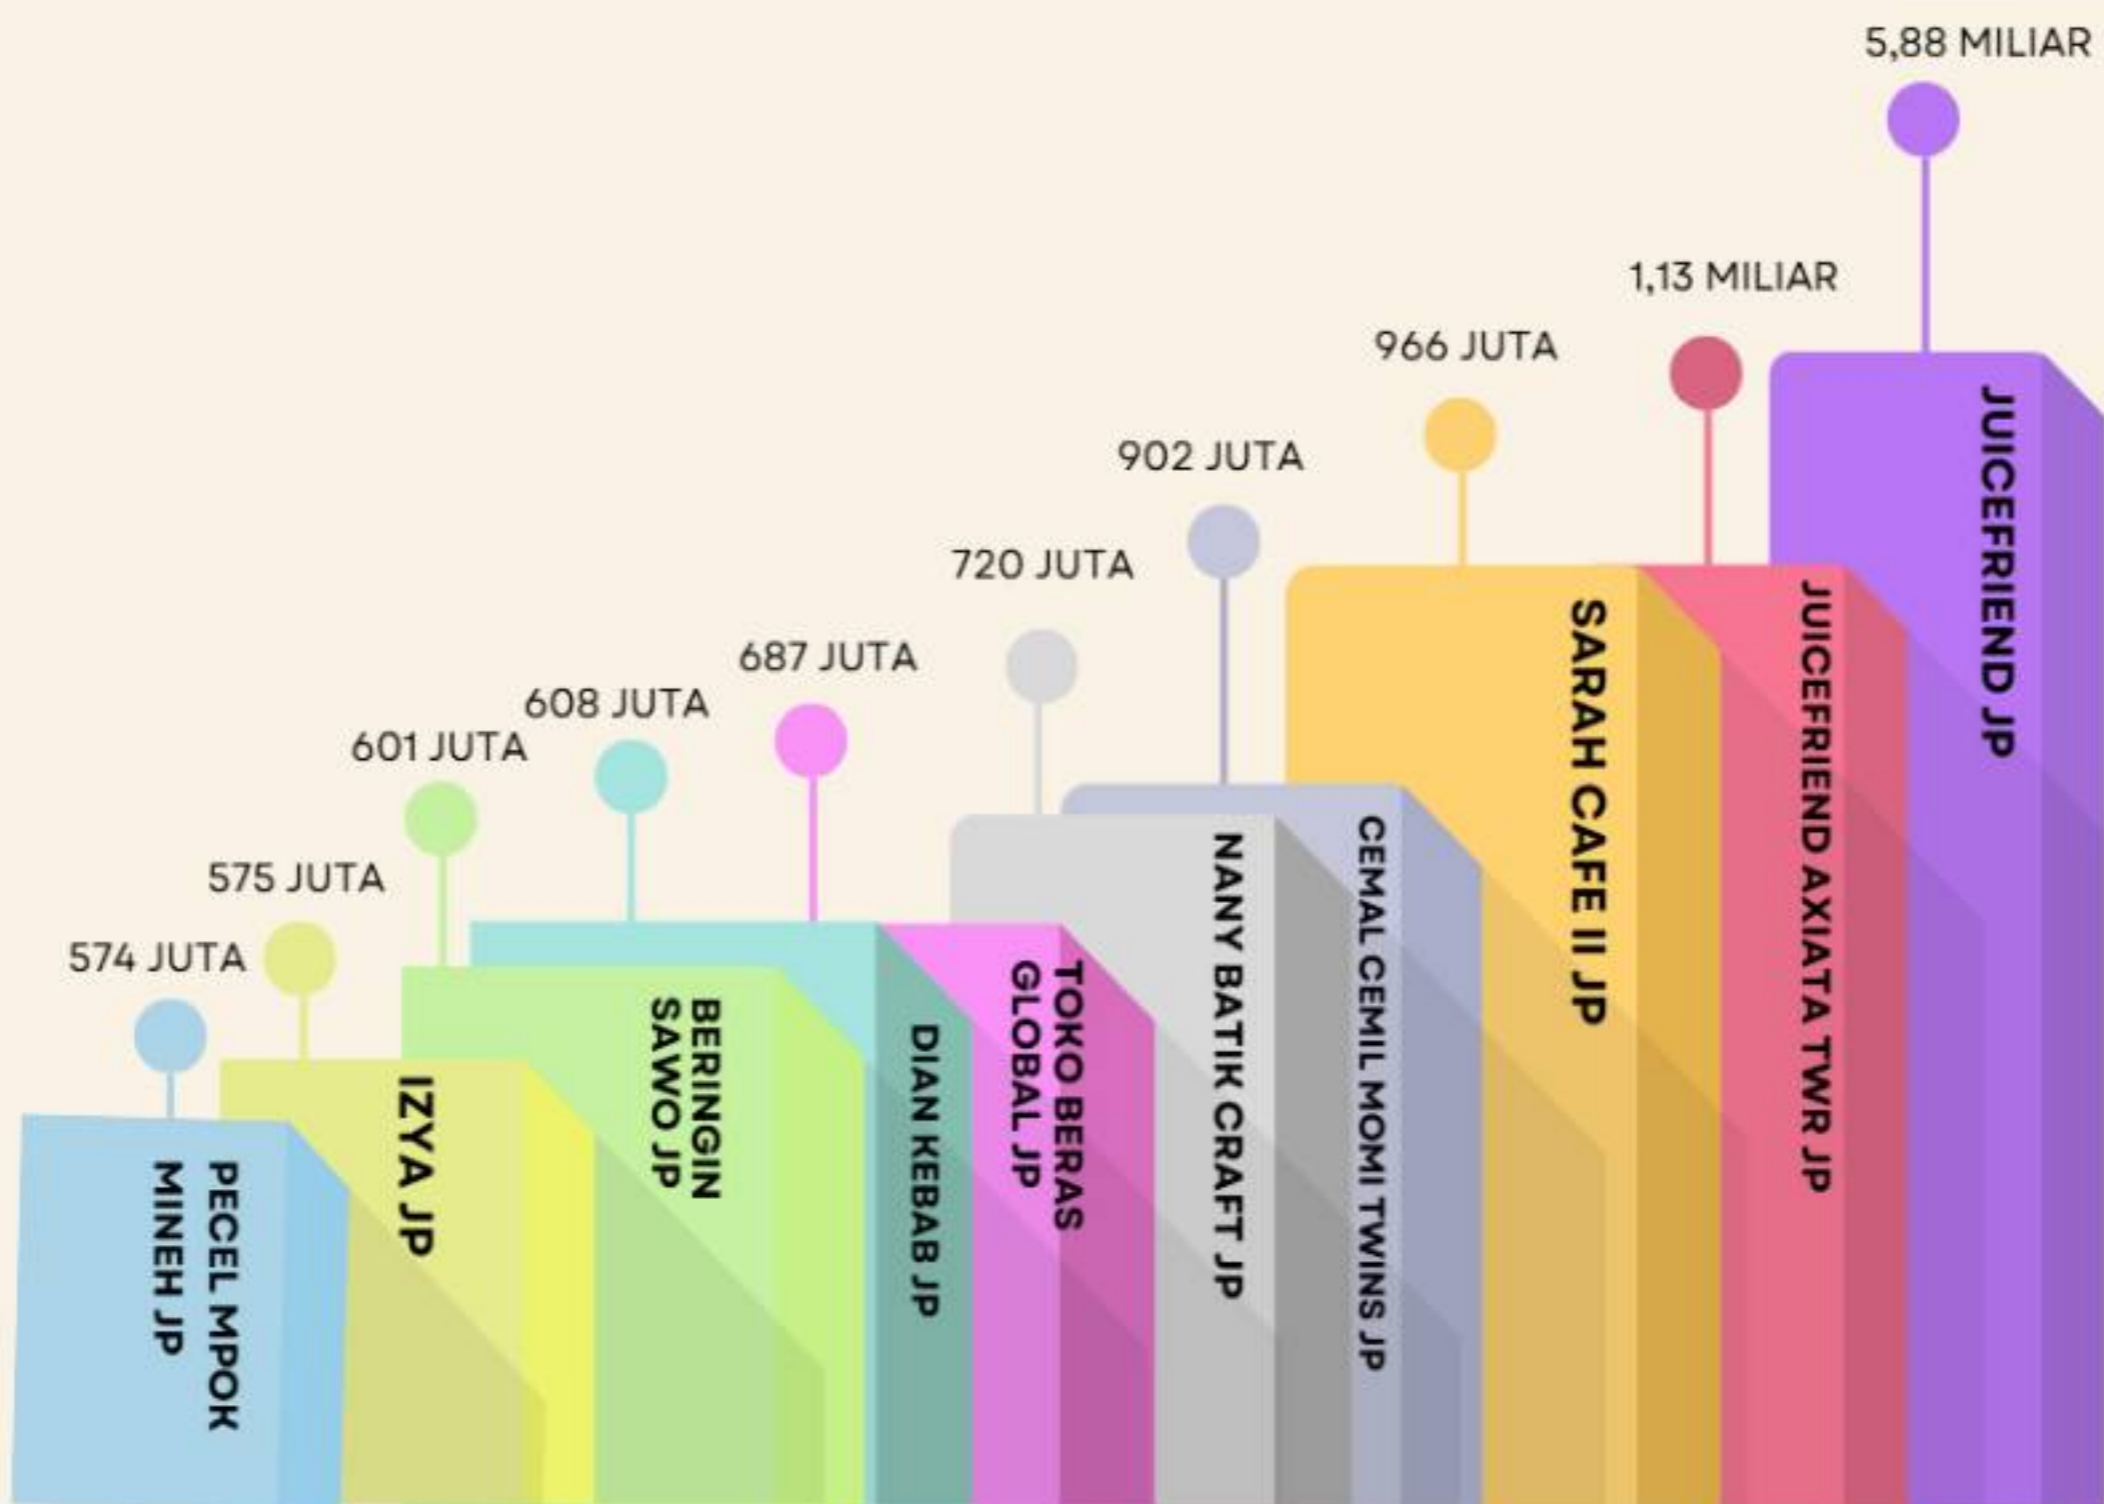 574 JUTA
PECEL MPOK
MINEH JP
575 JUTA
IZYA JP
601 JUTA
BERINGIN
SAWO JP
608 JUTA
DIAN KEBAB JP
687 JUTA
TOKO BERAS
GLOBAL JP
720 JUTA
NANY BATIK CRAFT JP
902 JUTA
CEMAL CEMIL MOMI TWINS JP
966 JUTA
SARAH CAFE II JP
1,13 MILIAR
JUICEFRIEND AXIATA TWR JP
5,88 MILIAR
JUICEFRIEND JP